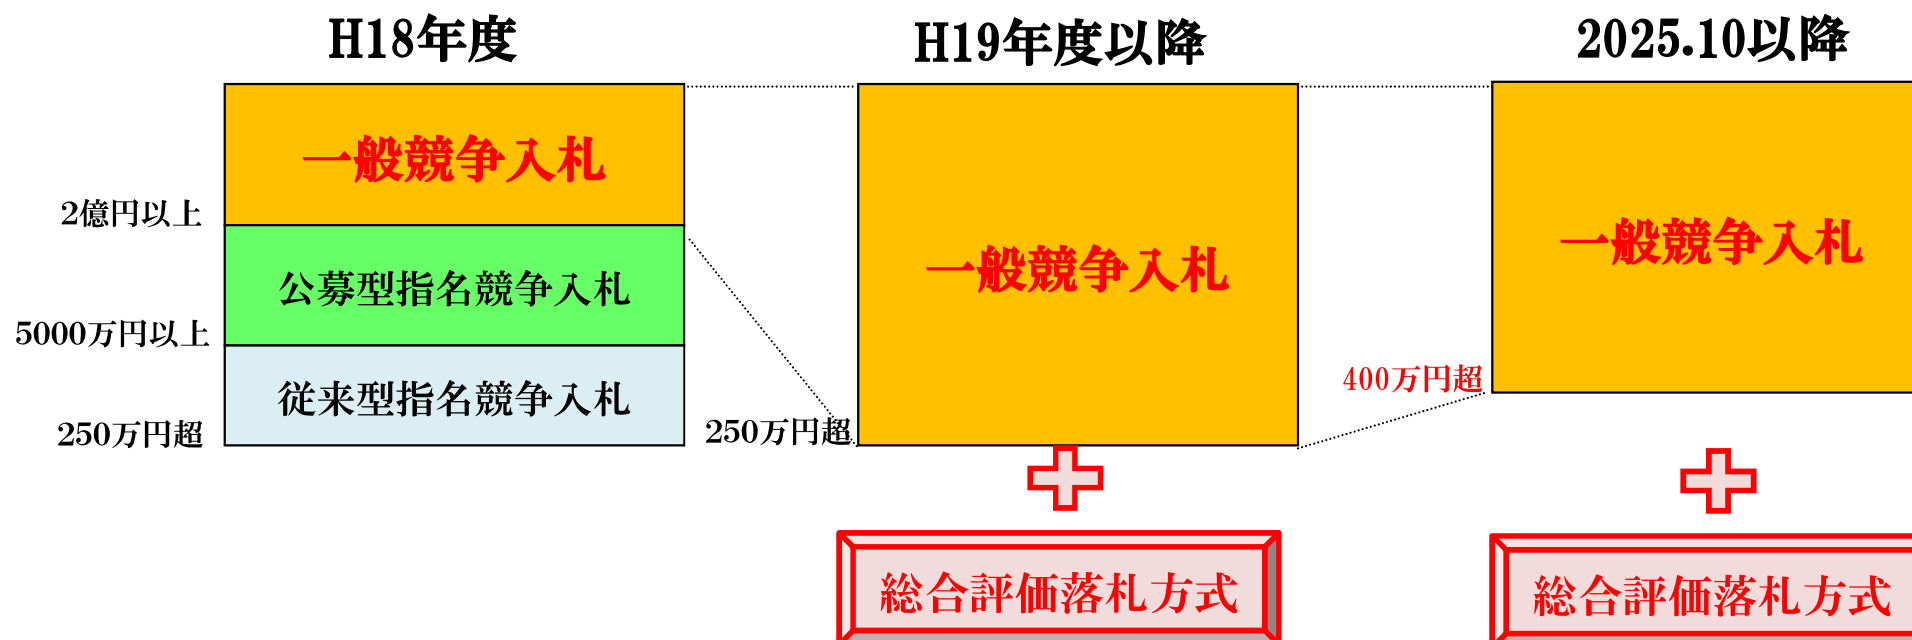 H18年度
H19年度以降
2025.10以降
一般競争入札
2億円以上
公募型指名競争入札
5000万円以上
従来型指名競争入札
250万円超
一般競争入札
250万円超
一般競争入札
400万円超
総合評価落札方式
総合評価落札方式